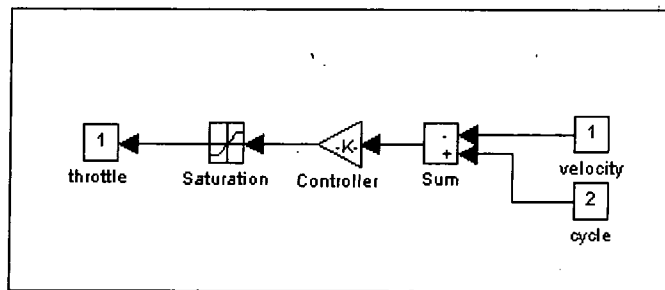 1
throttle
Saturation
-K-
Controller
-
+
Sum
1
velocity
2
cycle